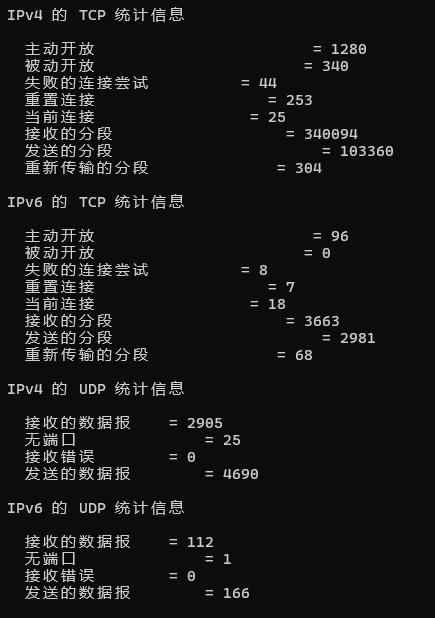 IPv4 的 TCP 统计信息
主动开放 = 1280
被动开放 = 340
失败的连接尝试 = 44
重置连接 = 253
当前连接 = 25
接收的分段 = 340094
发送的分段 = 103360
重新传输的分段 = 304
IPv6 的 TCP 统计信息
主动开放 = 96
被动开放 = 0
失败的连接尝试 = 8
重置连接 = 7
当前连接 = 18
接收的分段 = 3663
发送的分段 = 2981
重新传输的分段 = 68
IPv4 的 UDP 统计信息
接收的数据报 = 2905
无端口 = 25
接收错误 = 0
发送的数据报 = 4690
IPv6 的 UDP 统计信息
接收的数据报 = 112
无端口 = 1
接收错误 = 0
发送的数据报 = 166